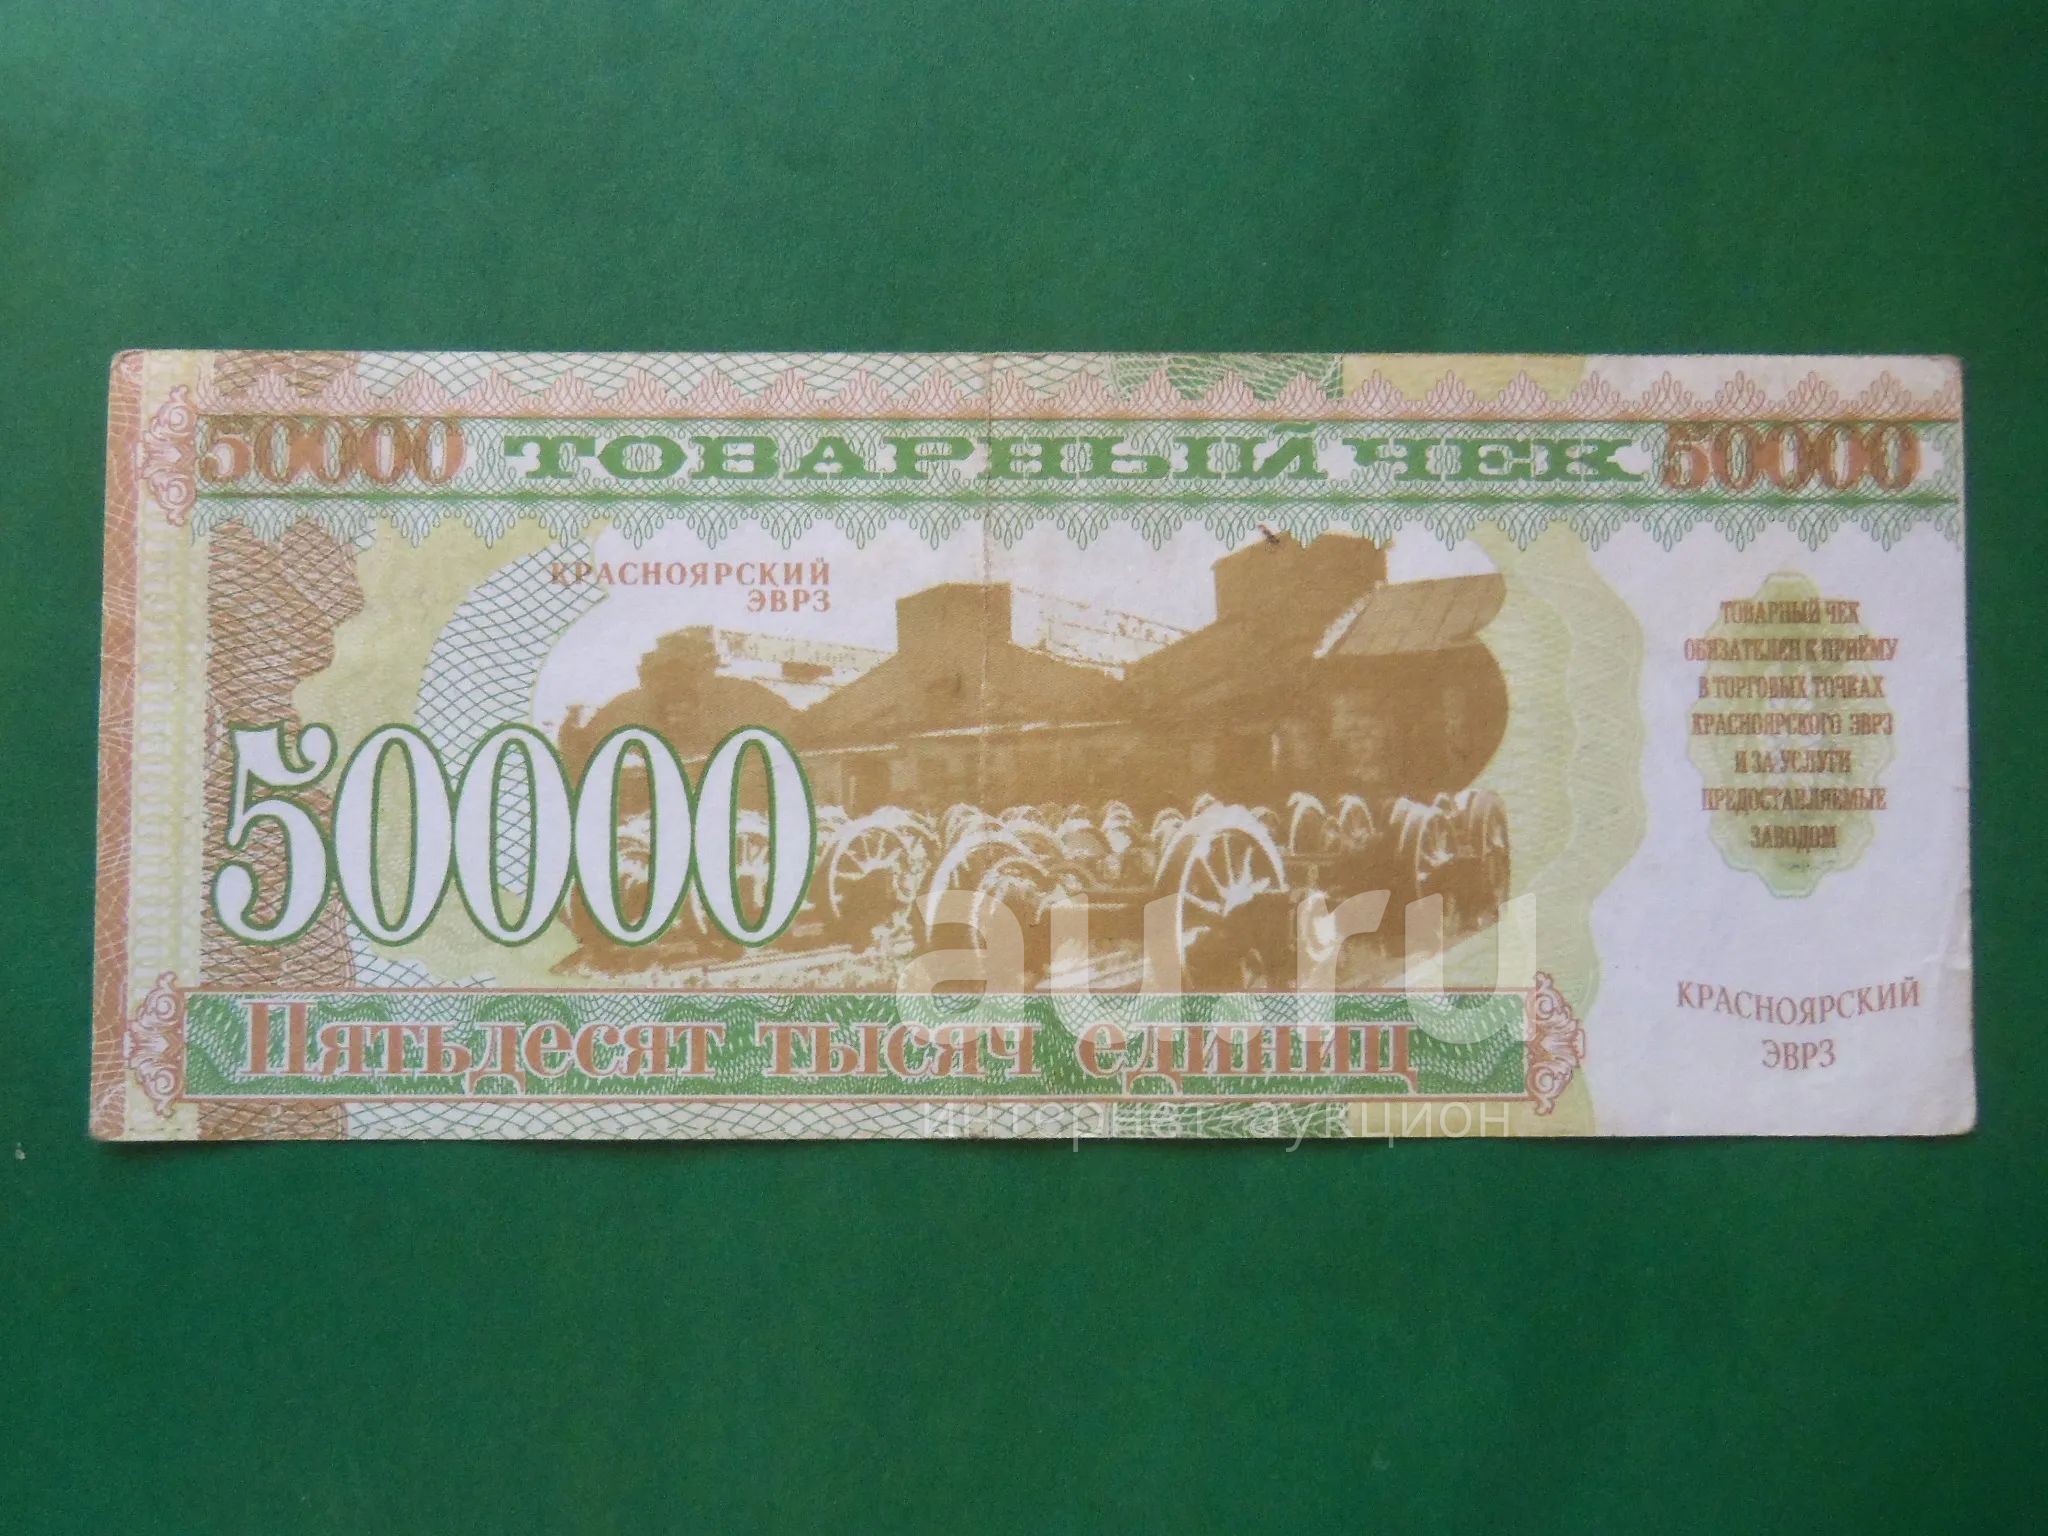 50000 ТОВАРНЫЙ ЧЕК 50000
КРАСНОЯРСКИЙ
ЭВРЗ
50000
Пятьдесят тысяч единиц
ТОВАРНЫЙ ЧЕК
ОБЯЗАТЕЛЕН К ПРИЁМУ
В ТОРГОВЫХ ТОЧКАХ
КРАСНОЯРСКОГО ЭВРЗ
И ЗА УСЛУГИ
ПРЕДОСТАВЛЯЕМЫЕ
ЗАВОДОМ
КРАСНОЯРСКИЙ
ЭВРЗ
au.ru
интернет-аукцион